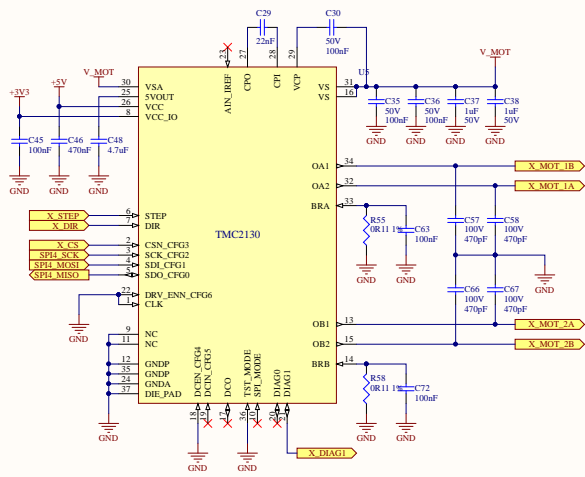 C29
22nF
C30
50V
100nF
23
27
28
29
V_MOT
+5V
+3V3
V_MOT
AIN_IREF
CPO
CPI
VCP
30
25
26
8
VSA
5VOUT
VCC
VCC_IO
VS
VS
31
16
C45
100nF
C46
470nF
C48
4.7uF
C35
50V
100nF
C36
50V
100nF
C37
1uF
50V
C38
1uF
50V
GND
GND
GND
GND
GND
GND
GND
OA1
34
X_MOT_1B
OA2
32
X_MOT_1A
BRA
33
X_STEP
6
STEP
X_DIR
7
DIR
R55
0R11 1%
C63
100nF
C57
100V
470pF
C58
100V
470pF
TMC2130
X_CS
2
CSN_CFG3
SPI4_SCK
3
SCK_CFG2
SPI4_MOSI
4
SDI_CFG1
SPI4_MISO
5
SDO_CFG0
GND
GND
C66
100V
470pF
C67
100V
470pF
22
DRV_ENN_CFG6
1
CLK
GND
OB1
13
X_MOT_2A
OB2
15
X_MOT_2B
BRB
14
9
NC
11
NC
12
GNDP
35
GNDP
24
GNDA
37
DIE_PAD
DCEN_CFG4
DCIN_CFG5
DCO
TST_MODE
SPI_MODE
DIAG0
DIAG1
R58
0R11 1%
C72
100nF
18
19
17
36
10
20
21
GND
GND
GND
GND
GND
X_DIAG1